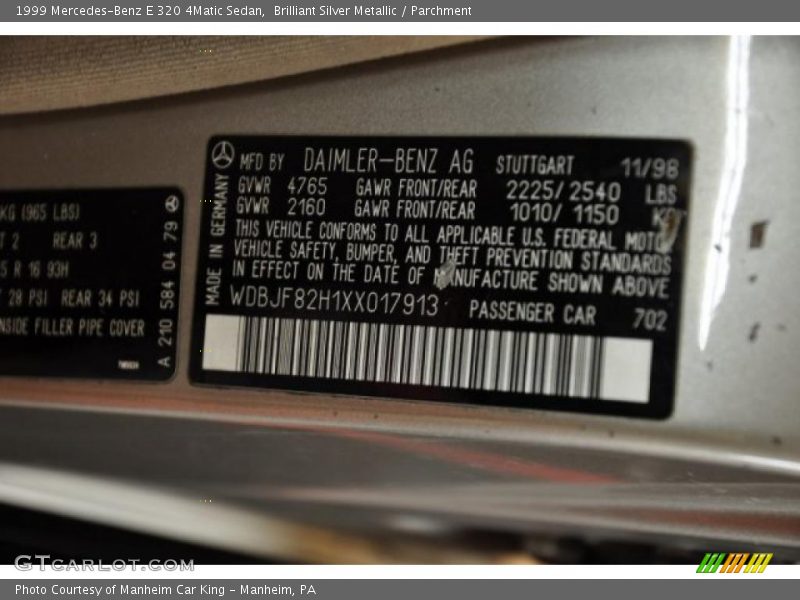 1999 Mercedes-Benz E 320 4Matic Sedan, Brilliant Silver Metallic / Parchment
KG (965 LBS)
T 2 REAR 3
5 R 16 93H
28 PSI REAR 34 PSI
NSIDE FILLER PIPE COVER
A 210 584 04 79
MADE IN GERMANY
MFD BY DAIMLER-BENZ AG STUTTGART 11/98
GVWR 4765 GAWR FRONT/REAR 2225/2540 LBS
GVWR 2160 GAWR FRONT/REAR 1010/1150 KG
THIS VEHICLE CONFORMS TO ALL APPLICABLE U.S. FEDERAL MOTOR
VEHICLE SAFETY, BUMPER, AND THEFT PREVENTION STANDARDS
IN EFFECT ON THE DATE OF MANUFACTURE SHOWN ABOVE
WDBJF82H1XX017913 PASSENGER CAR 702
GTCARLOT.COM
Photo Courtesy of Manheim Car King - Manheim, PA